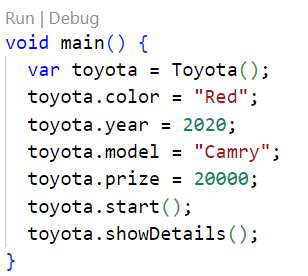 Run | Debug
void main() {
  var toyota = Toyota();
  toyota.color = "Red";
  toyota.year = 2020;
  toyota.model = "Camry";
  toyota.prize = 20000;
  toyota.start();
  toyota.showDetails();
}